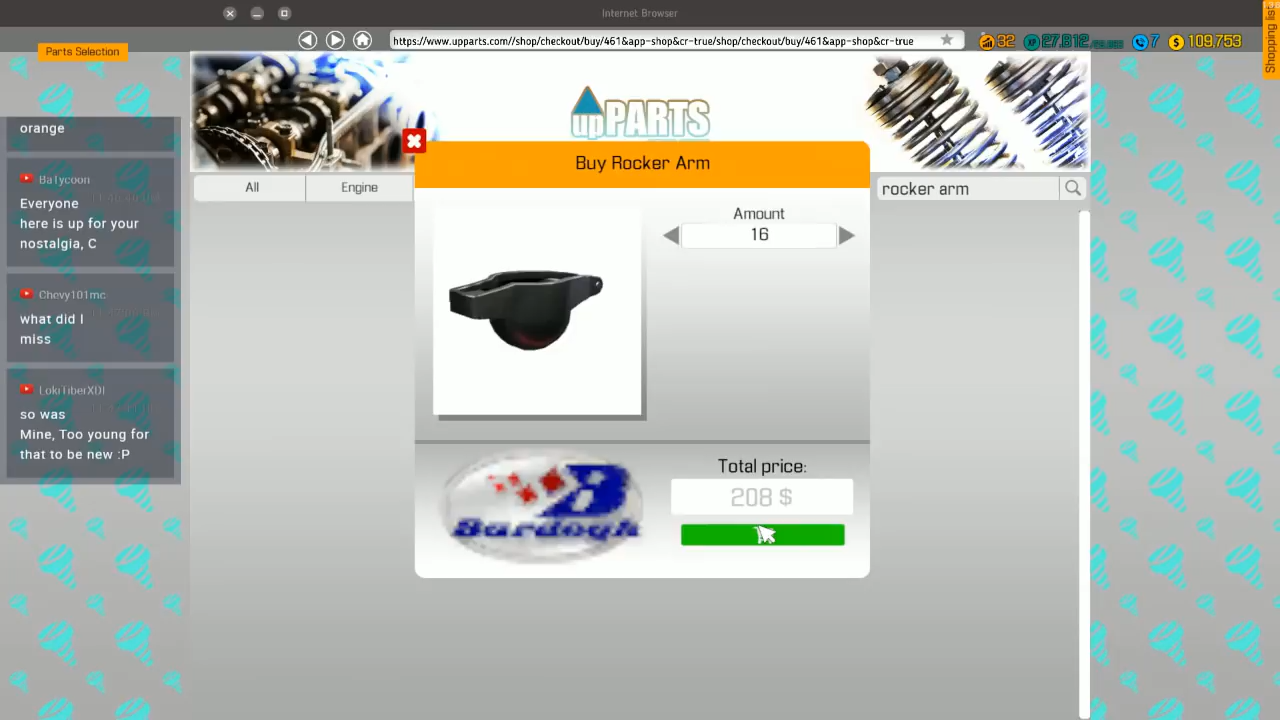 Internet Browser
https://www.upparts.com//shop/checkout/buy/461&app-shop&cr-true/shop/checkout/buy/461&app-shop&cr-true
32
27,812
7
$ 109,753
Shopping list
Parts Selection
upPARTS
Buy Rocker Arm
All
Engine
rocker arm
Amount
16
Total price:
208 $
orange
BaTycoon
Everyone
here is up for your
nostalgia, C
Chevy101mc
what did I
miss
LokiTiberXDI
so was
Mine, Too young for
that to be new :P